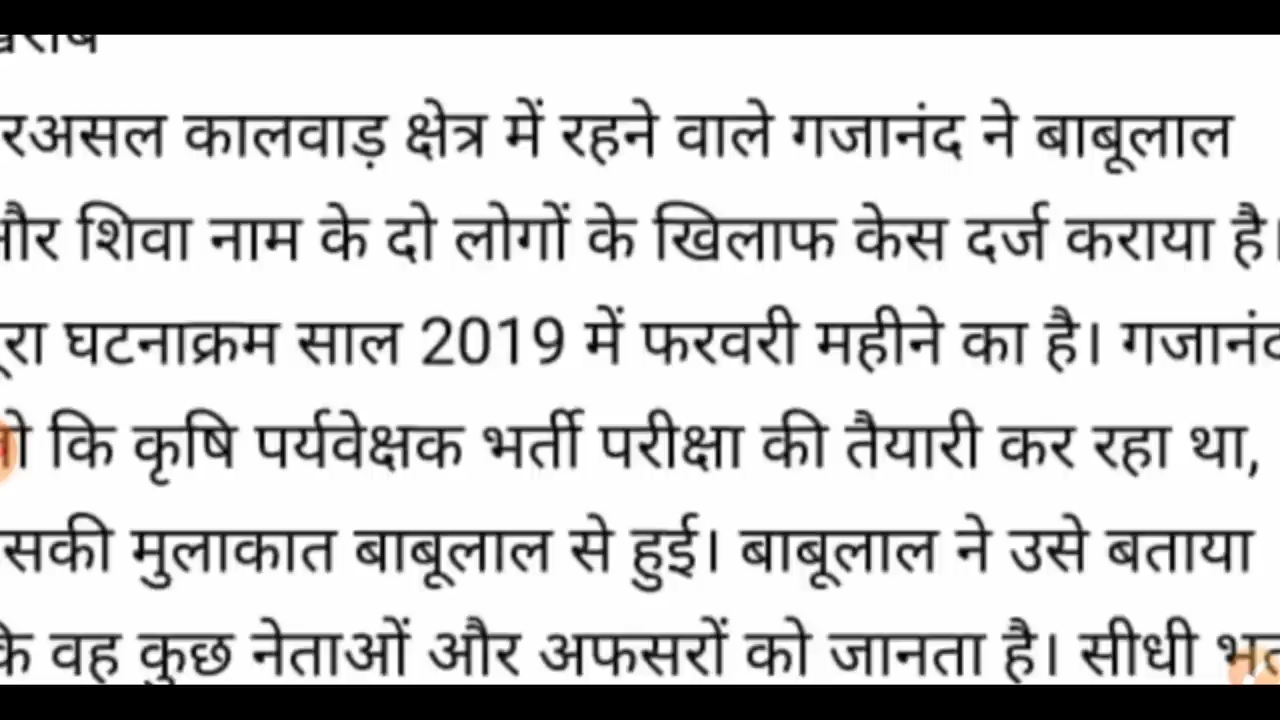 रअसल कालवाड़ क्षेत्र में रहने वाले गजानंद ने बाबूलाल
और शिवा नाम के दो लोगों के खिलाफ केस दर्ज कराया है।
रा घटनाक्रम साल 2019 में फरवरी महीने का है। गजानंद
कि कृषि पर्यवेक्षक भर्ती परीक्षा की तैयारी कर रहा था,
सकी मुलाकात बाबूलाल से हुई। बाबूलाल ने उसे बताया
वह कुछ नेताओं और अफसरों को जानता है। सीधी